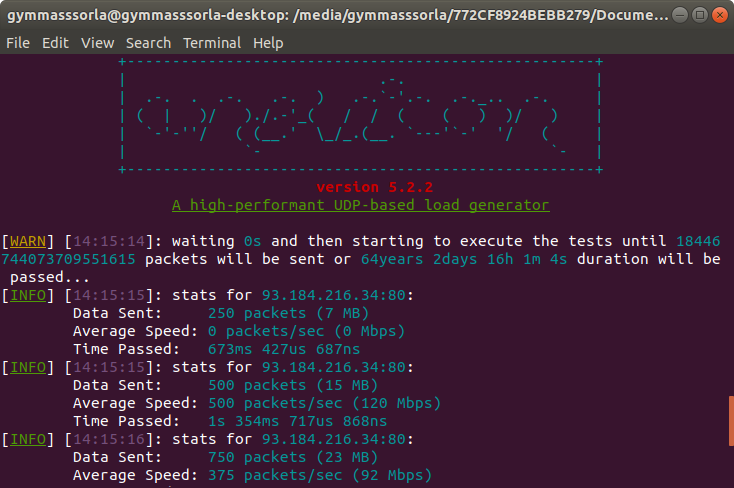 gymmasssorla@gymmasssorla-desktop: /media/gymmasssorla/772CF8924BEBB279/Docume...
File Edit View Search Terminal Help
version 5.2.2
A high-performant UDP-based load generator
[WARN] [14:15:14]: waiting 0s and then starting to execute the tests until 18446
744073709551615 packets will be sent or 64years 2days 16h 1m 4s duration will be
passed...
[INFO] [14:15:15]: stats for 93.184.216.34:80:
Data Sent: 250 packets (7 MB)
Average Speed: 0 packets/sec (0 Mbps)
Time Passed: 673ms 427us 687ns
[INFO] [14:15:15]: stats for 93.184.216.34:80:
Data Sent: 500 packets (15 MB)
Average Speed: 500 packets/sec (120 Mbps)
Time Passed: 1s 354ms 717us 868ns
[INFO] [14:15:16]: stats for 93.184.216.34:80:
Data Sent: 750 packets (23 MB)
Average Speed: 375 packets/sec (92 Mbps)